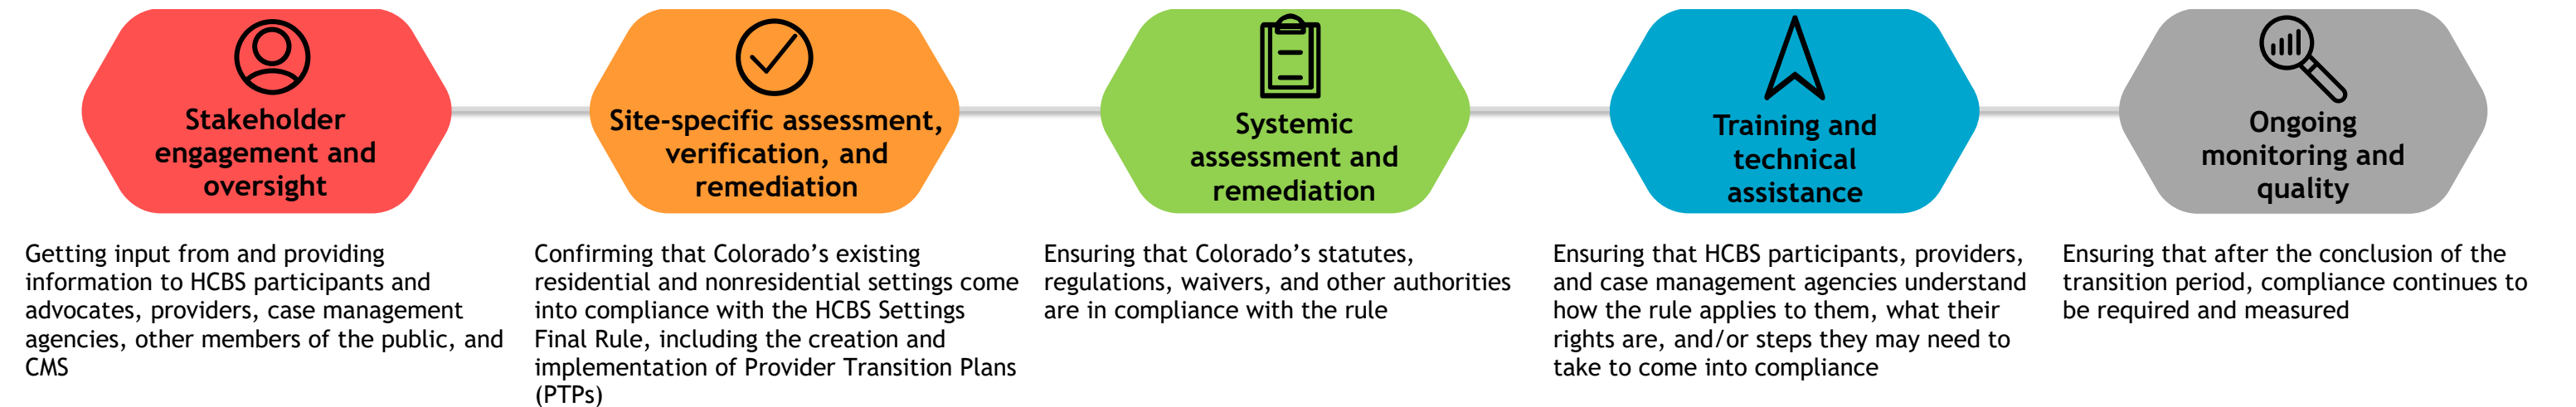 Stakeholder
engagement and
oversight
Getting input from and providing
information to HCBS participants and
advocates, providers, case management
agencies, other members of the public, and
CMS
Site-specific assessment,
verification, and
remediation
Confirming that Colorado’s existing
residential and nonresidential settings come
into compliance with the HCBS Settings
Final Rule, including the creation and
implementation of Provider Transition Plans
(PTPs)
Systemic
assessment and
remediation
Ensuring that Colorado’s statutes,
regulations, waivers, and other authorities
are in compliance with the rule
Training and
technical
assistance
Ensuring that HCBS participants, providers,
and case management agencies understand
how the rule applies to them, what their
rights are, and/or steps they may need to
take to come into compliance
Ongoing
monitoring and
quality
Ensuring that after the conclusion of the
transition period, compliance continues to
be required and measured